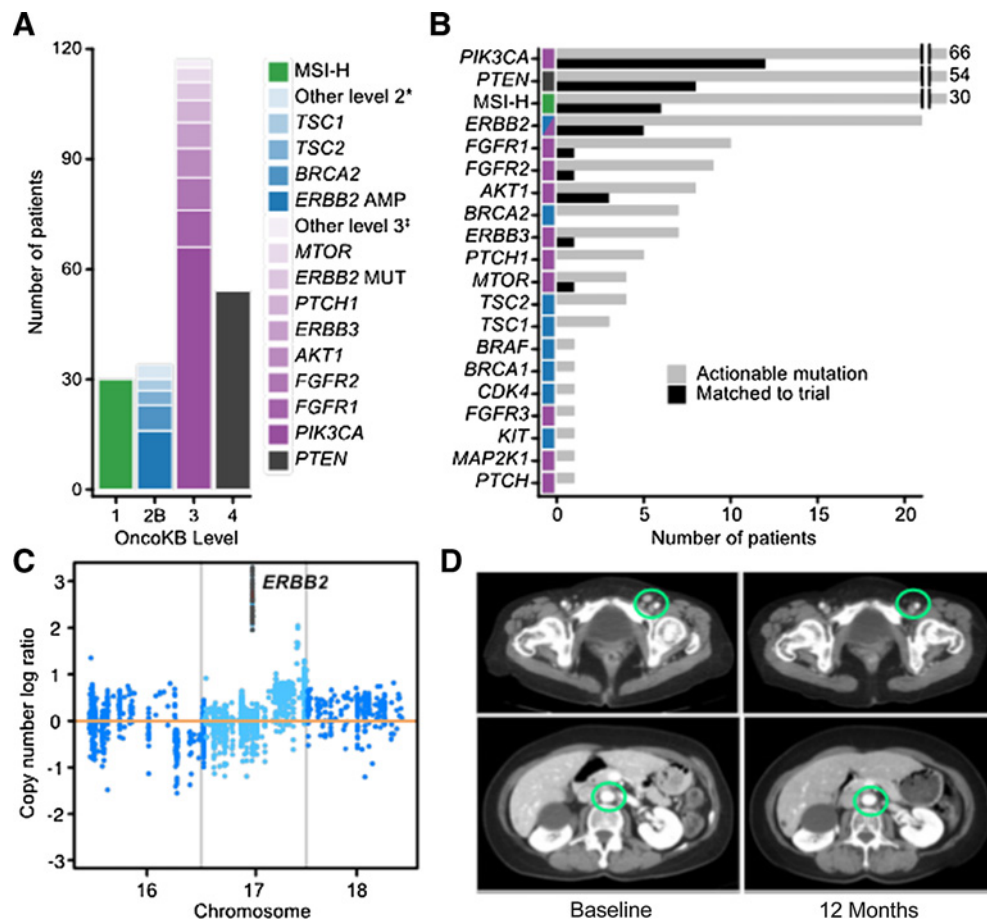 A
120
90
60
30
0
Number of patients
1 2B 3 4
OncoKB Level
MSI-H
Other level 2*
TSC1
TSC2
BRCA2
ERBB2 AMP
Other level 3‡
MTOR
ERBB2 MUT
PTCH1
ERBB3
AKT1
FGFR2
FGFR1
PIK3CA
PTEN
B
PIK3CA 66
PTEN 54
MSI-H 30
ERBB2
FGFR1
FGFR2
AKT1
BRCA2
ERBB3
PTCH1
MTOR
TSC2
TSC1
BRAF
BRCA1
CDK4
FGFR3
KIT
MAP2K1
PTCH
Actionable mutation
Matched to trial
0 5 10 15 20
Number of patients
C
ERBB2
3
2
1
0
-1
-2
-3
Copy number log ratio
16 17 18
Chromosome
D
Baseline 12 Months